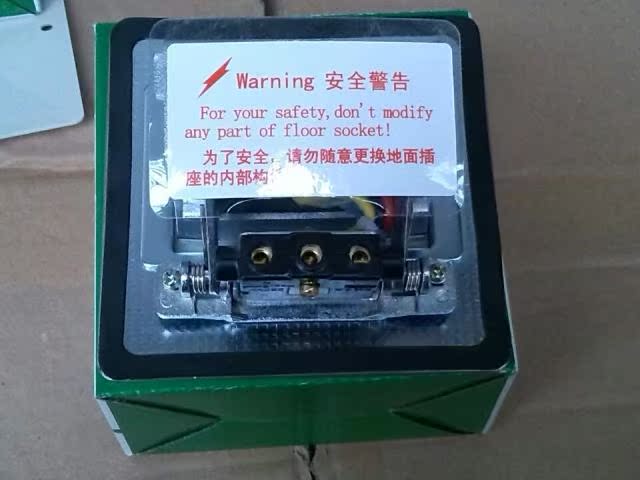 Warning 安全警告
For your safety,don't modify
any part of floor socket!
为了安全，请勿随意更换地面插
座的内部构